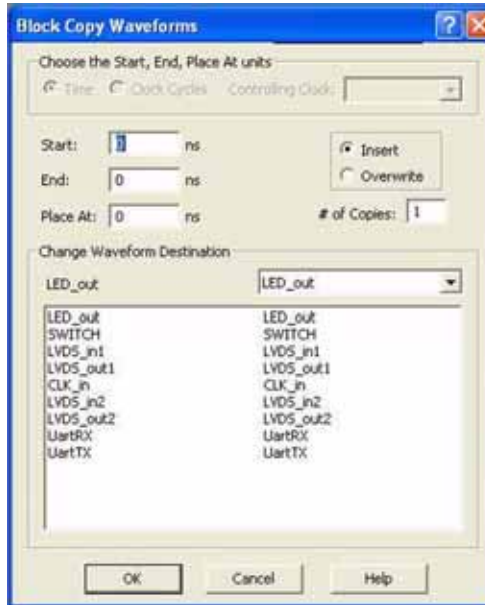 Block Copy Waveforms
Choose the Start, End, Place At units
Time Clock Cycles Controlling Clock:
Start: 0 ns
Insert
End: 0 ns
Overwrite
Place At: 0 ns
# of Copies: 1
Change Waveform Destination
LED_out LED_out
LED_out LED_out
SWITCH SWITCH
LVDS_in1 LVDS_in1
LVDS_out1 LVDS_out1
CLK_in CLK_in
LVDS_in2 LVDS_in2
LVDS_out2 LVDS_out2
UartRX UartRX
UartTX UartTX
OK Cancel Help